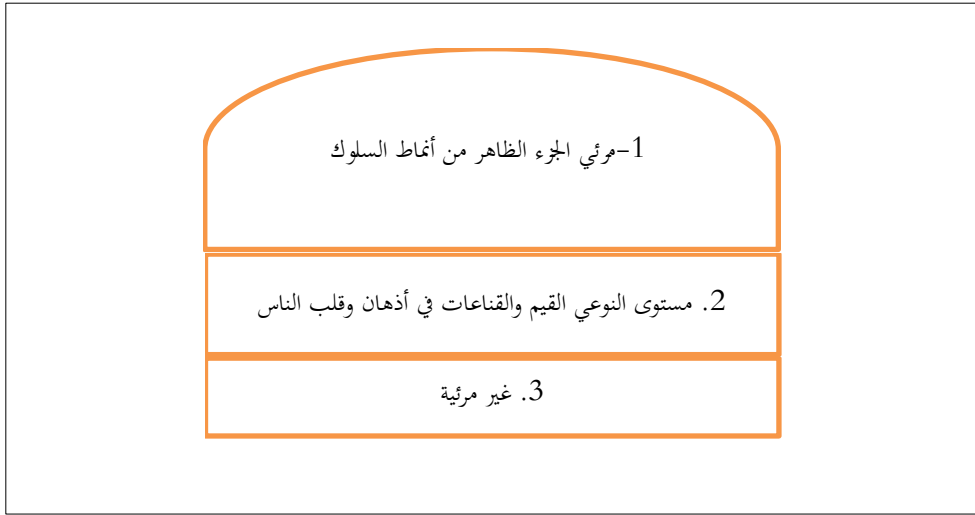 1-مرئي الجزء الظاهر من أنماط السلوك
2. مستوى النوعي القيم والقناعات في أذهان وقلب الناس
3. غير مرئية